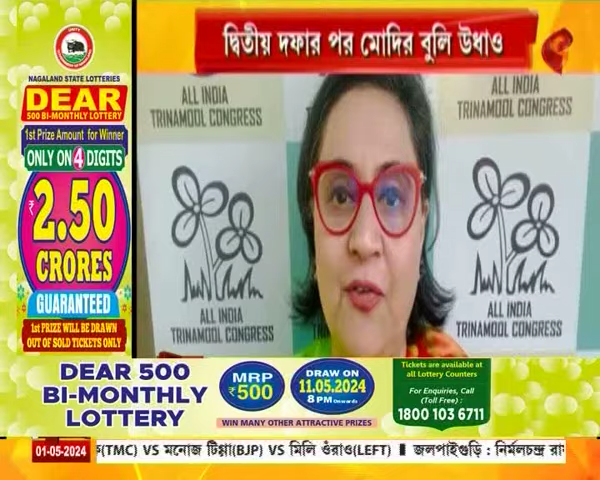 দ্বিতীয় দফার পর মোদির বুলি উধাও
NAGALAND STATE LOTTERIES
DEAR
500 BI-MONTHLY LOTTERY
1st Prize Amount for Winner
ONLY ON 4 DIGITS
₹2.50
CRORES
GUARANTEED
1st PRIZE WILL BE DRAWN
OUT OF SOLD TICKETS ONLY
ALL INDIA
TRINAMOOL CONGRESS
ALL INDIA
TRINAMOOL CONGRESS
ALL INDIA
TRINAMOOL CONGRESS
ALL INDIA
TRINAMOOL CONGRESS
DEAR 500
BI-MONTHLY
LOTTERY
MRP
₹500
DRAW ON
11.05.2024
8 PM Onwards
WIN MANY OTHER ATTRACTIVE PRIZES
Tickets are available at
all Lottery Counters
For Enquiries, Call
(Toll Free) :
1800 103 6711
01-05-2024
(TMC) VS মনোজ টিগ্গা(BJP) VS মিলি ওঁরাও(LEFT) ▮ জলপাইগুড়ি : নির্মলচন্দ্র